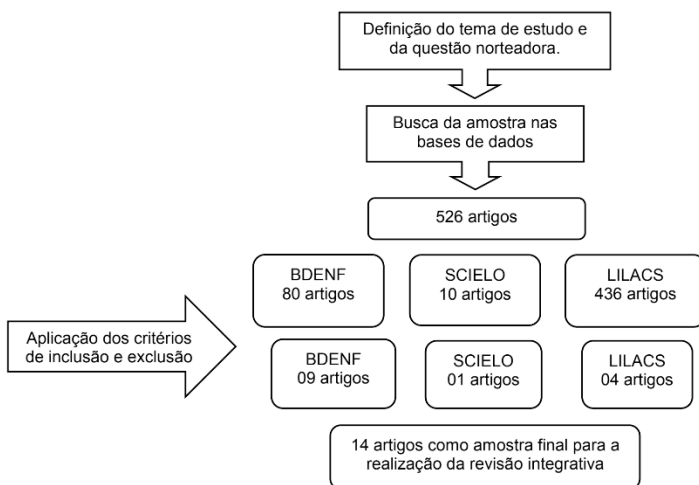 Definição do tema de estudo e
da questão norteadora.
Busca da amostra nas
bases de dados
526 artigos
BDENF
80 artigos
SCIELO
10 artigos
LILACS
436 artigos
Aplicação dos critérios
de inclusão e exclusão
BDENF
09 artigos
SCIELO
01 artigos
LILACS
04 artigos
14 artigos como amostra final para a
realização da revisão integrativa